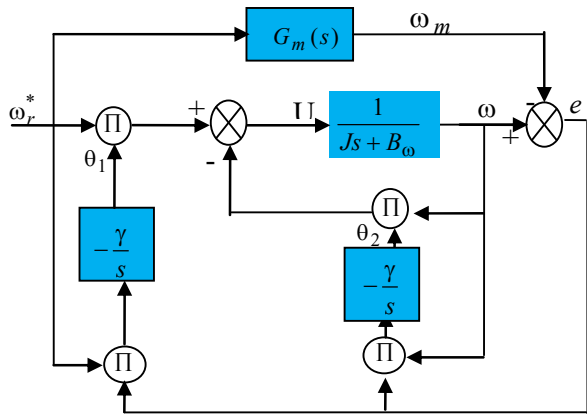 G_m(s)
ω_m
ω_r^*
Π
+
-
U
1
Js + B_ω
ω
+
-
e
θ_1
Π
θ_2
-γ
s
-γ
s
Π
Π